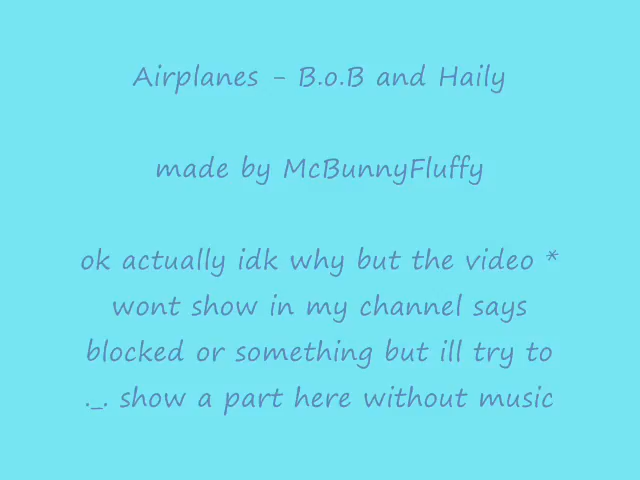 Airplanes - B.o.B and Haily
made by McBunnyFluffy
ok actually idk why but the video *
wont show in my channel says
blocked or something but ill try to
._. show a part here without music